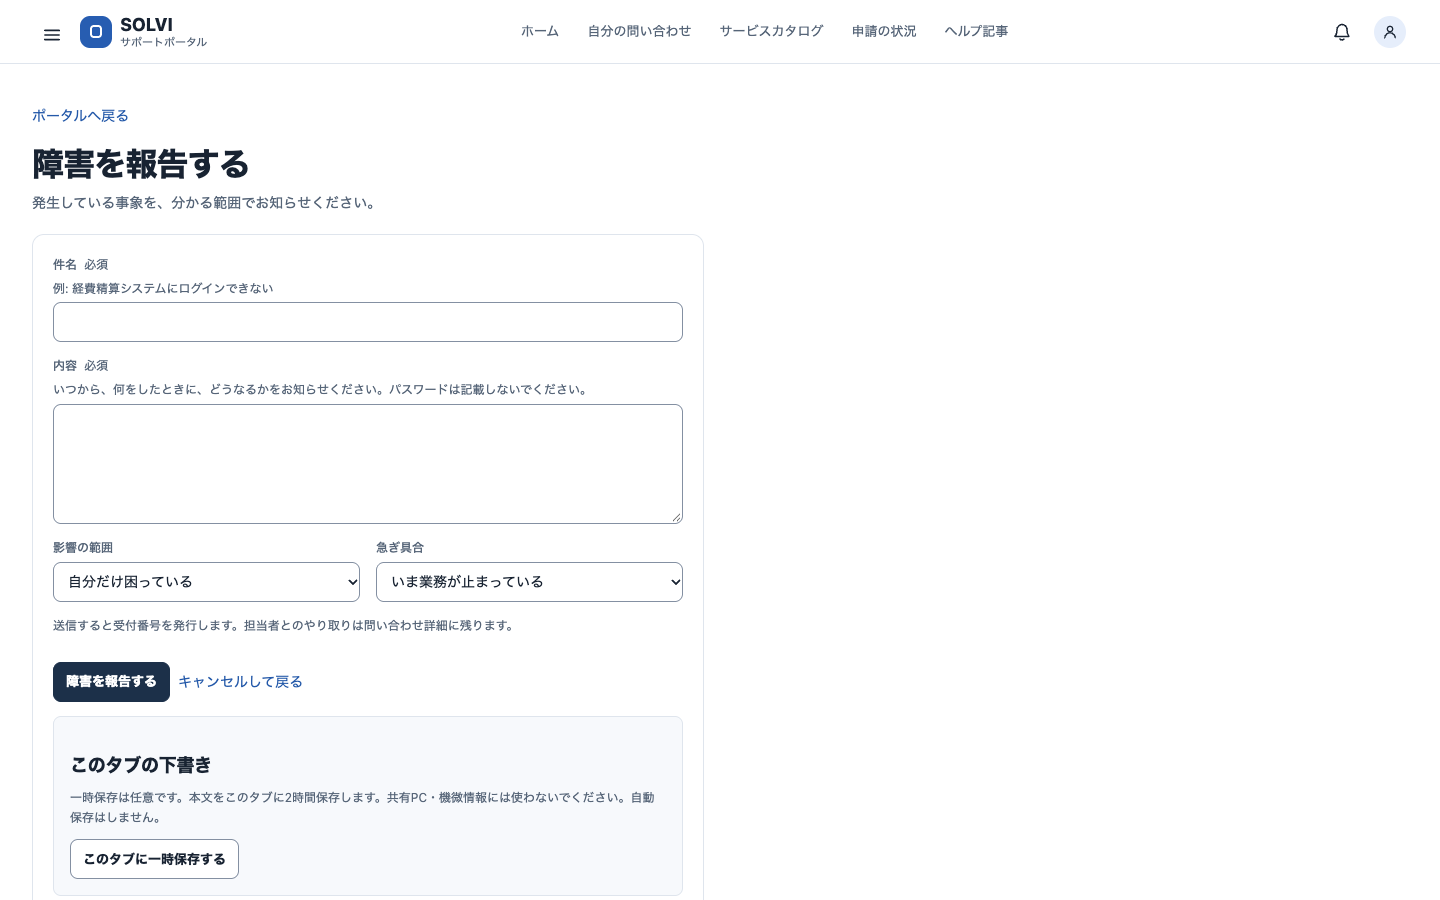 SOLVI
サポートポータル
ホーム
自分の問い合わせ
サービスカタログ
申請の状況
ヘルプ記事
ポータルへ戻る
障害を報告する
発生している事象を、分かる範囲でお知らせください。
件名 必須
例: 経費精算システムにログインできない
内容 必須
いつから、何をしたときに、どうなるかをお知らせください。パスワードは記載しないでください。
影響の範囲
急ぎ具合
自分だけ困っている
いま業務が止まっている
送信すると受付番号を発行します。担当者とのやり取りは問い合わせ詳細に残ります。
障害を報告する
キャンセルして戻る
このタブの下書き
一時保存は任意です。本文をこのタブに2時間保存します。共有PC・機微情報には使わないでください。自動
保存はしません。
このタブに一時保存する